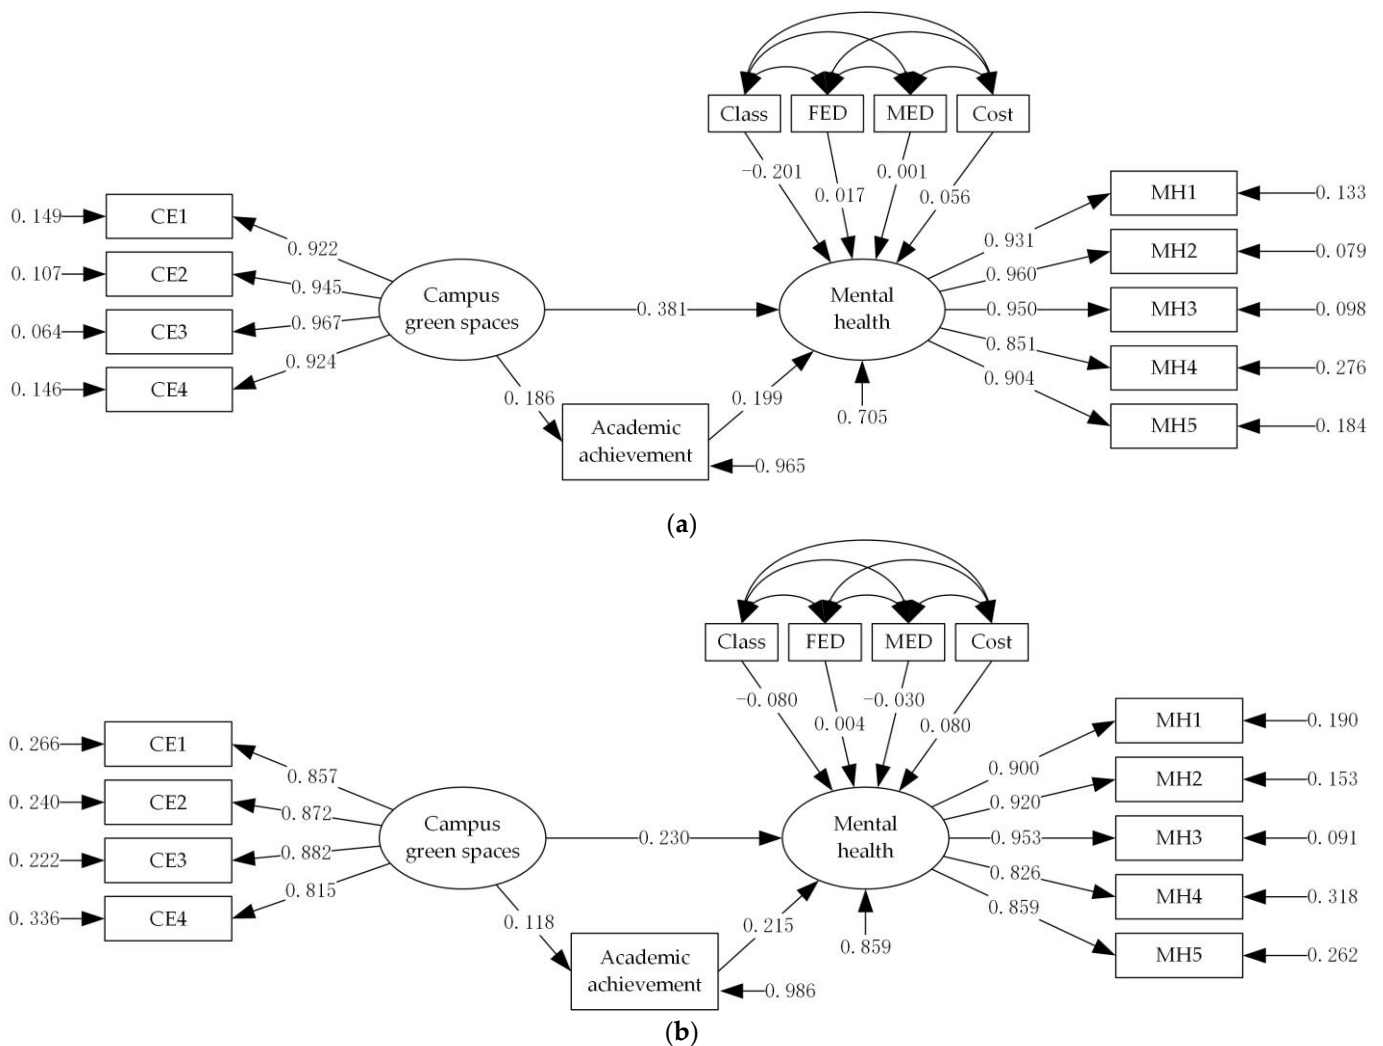 Class FED MED Cost
-0.201 0.017 0.001 0.056
0.149 CE1 0.922
0.107 CE2 0.945
0.064 CE3 0.967
0.146 CE4 0.924
Campus
green spaces
0.381
Mental
health
0.186
0.199
0.705
Academic
achievement
0.965
0.931 MH1 0.133
0.960 MH2 0.079
0.950 MH3 0.098
0.851 MH4 0.276
0.904 MH5 0.184
(a)
Class FED MED Cost
-0.080 0.004 -0.030 0.080
0.266 CE1 0.857
0.240 CE2 0.872
0.222 CE3 0.882
0.336 CE4 0.815
Campus
green spaces
0.230
Mental
health
0.118
0.215
0.859
Academic
achievement
0.986
0.900 MH1 0.190
0.920 MH2 0.153
0.953 MH3 0.091
0.826 MH4 0.318
0.859 MH5 0.262
(b)